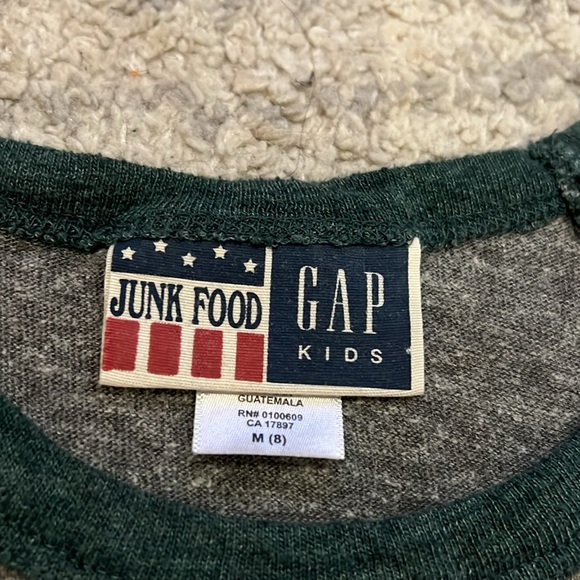 JUNK FOOD
GAP
KIDS
GUATEMALA
RN# 0100609
CA 17897
M (8)